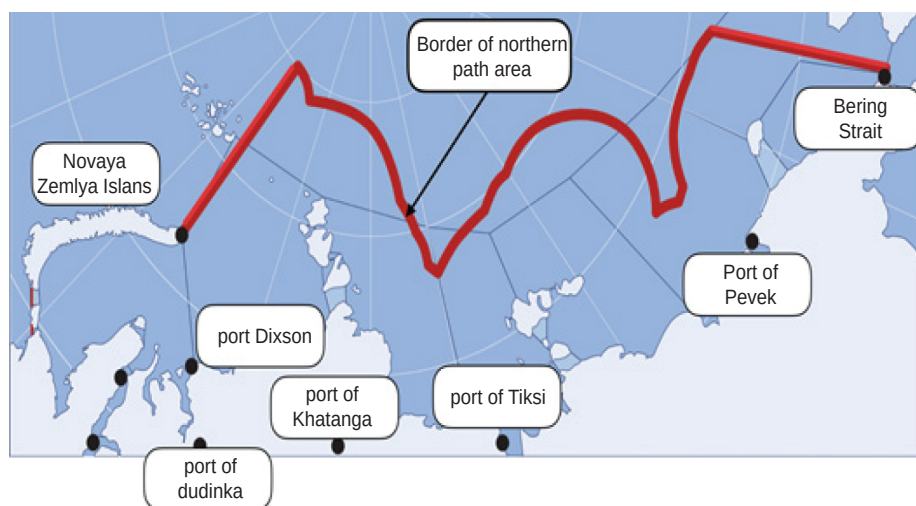 Border of northern
path area
Bering
Strait
Novaya
Zemlya Islans
Port of
Pevek
port Dixson
port of
Khatanga
port of Tiksi
port of
dudinka